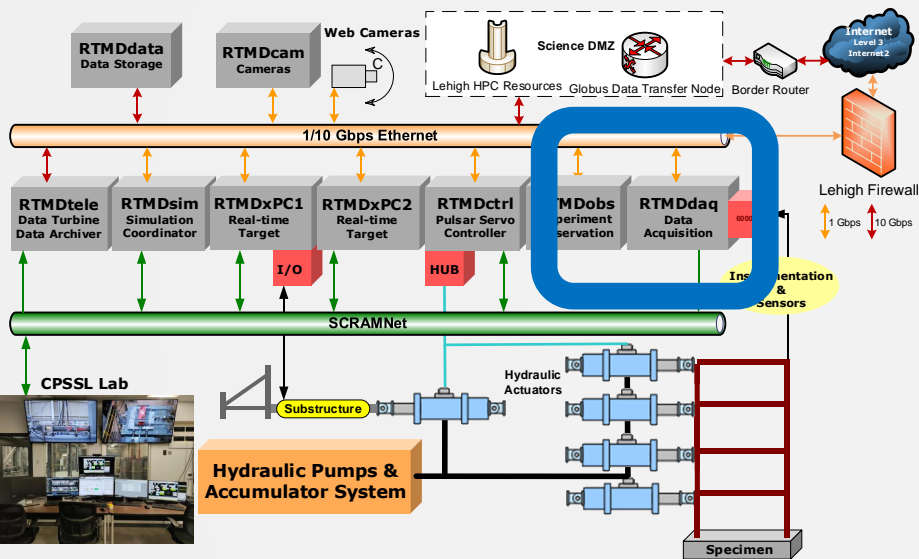 RTMDdata
Data Storage
RTMDcam
Cameras
Web Cameras
C
Science DMZ
Lehigh HPC Resources
Globus Data Transfer Node
Border Router
Internet
Level 3
Internet2
1/10 Gbps Ethernet
Lehigh Firewall
1 Gbps
10 Gbps
RTMDtele
Data Turbine
Data Archiver
RTMDsim
Simulation
Coordinator
RTMDxPC1
Real-time
Target
RTMDxPC2
Real-time
Target
RTMDctrl
Pulsar Servo
Controller
TMDobs
periment
servation
RTMDdaq
Data
Acquisition
6000
I/O
HUB
Instrumentation
&
Sensors
SCRAMNet
CPSSL Lab
Substructure
Hydraulic
Actuators
Hydraulic Pumps &
Accumulator System
Specimen